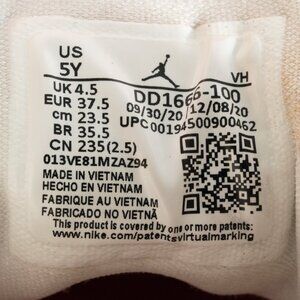 US
5Y
VH
UK 4.5
EUR 37.5
cm 23.5
BR 35.5
CN 235(2.5)
DD1666-100
09/30/20 12/08/20
UPC00194500900462
013VE81MZAZ94
MADE IN VIETNAM
HECHO EN VIETNAM
FABRIQUE AU VIETNAM
FABRICADO NO VIETNÃ
This product is covered by one or more patents:
www.nike.com/patentsvirtualmarking